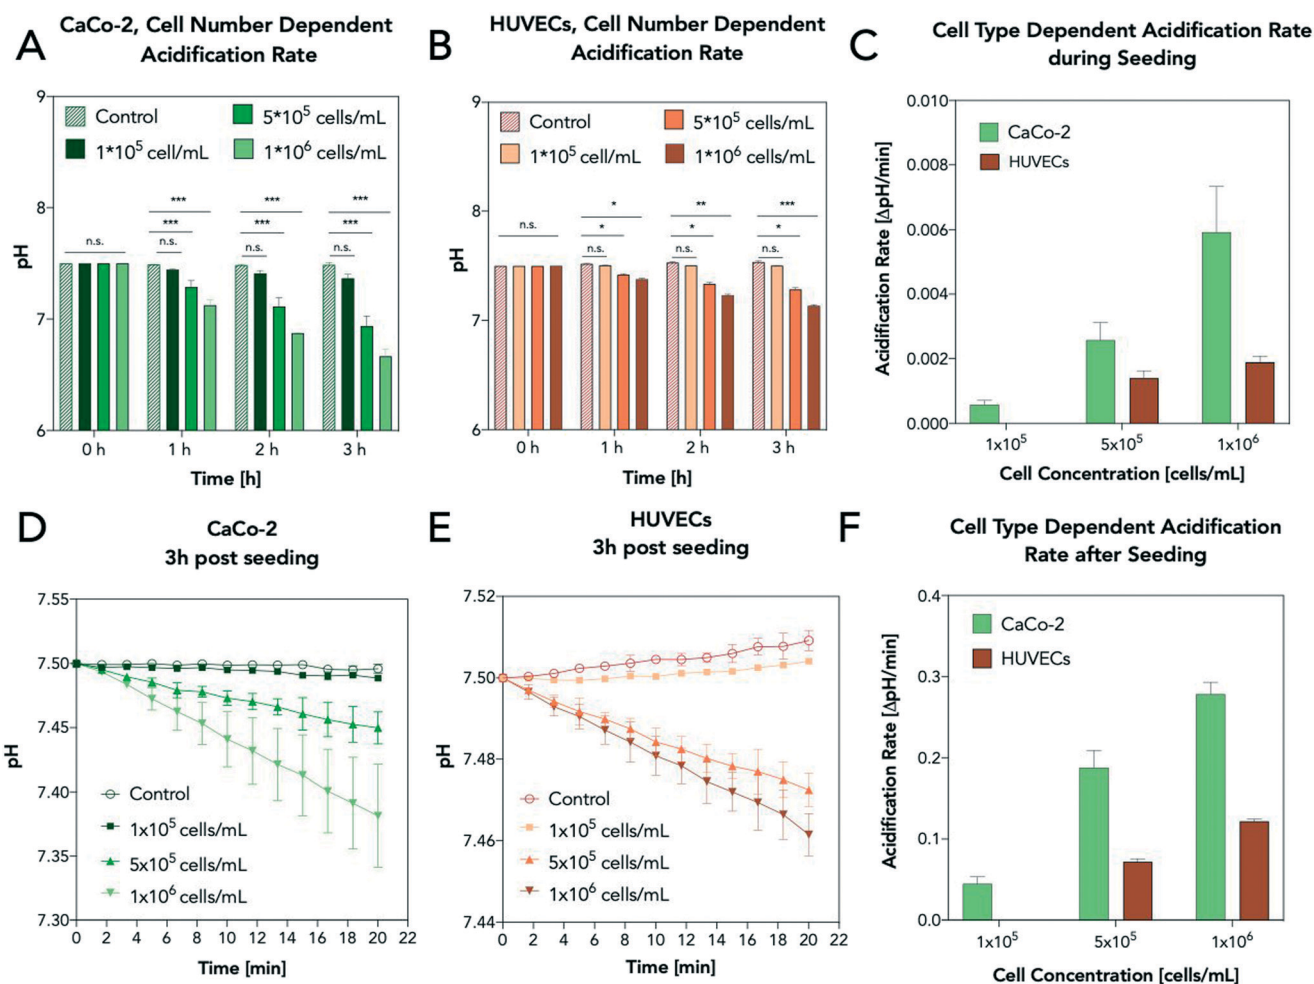 A
CaCo-2, Cell Number Dependent
Acidification Rate
9
8
7
6
pH
Control
5*10⁵ cells/mL
1*10⁵ cell/mL
1*10⁶ cells/mL
n.s.
***
***
n.s.
***
***
n.s.
***
***
n.s.
0 h
1 h
2 h
3 h
Time [h]
B
HUVECs, Cell Number Dependent
Acidification Rate
9
8
7
6
pH
Control
5*10⁵ cells/mL
1*10⁵ cell/mL
1*10⁶ cells/mL
n.s.
*
*
n.s.
**
*
n.s.
***
*
n.s.
0 h
1 h
2 h
3 h
Time [h]
C
Cell Type Dependent Acidification Rate
during Seeding
Acidification Rate [ΔpH/min]
0.010
0.008
0.006
0.004
0.002
0.000
CaCo-2
HUVECs
1x10⁵
5x10⁵
1x10⁶
Cell Concentration [cells/mL]
D
CaCo-2
3h post seeding
7.55
7.50
7.45
7.40
7.35
7.30
pH
Control
1x10⁵ cells/mL
5x10⁵ cells/mL
1x10⁶ cells/mL
0 2 4 6 8 10 12 14 16 18 20 22
Time [min]
E
HUVECs
3h post seeding
7.52
7.50
7.48
7.46
7.44
pH
Control
1x10⁵ cells/mL
5x10⁵ cells/mL
1x10⁶ cells/mL
0 2 4 6 8 10 12 14 16 18 20 22
Time [min]
F
Cell Type Dependent Acidification
Rate after Seeding
Acidification Rate [ΔpH/min]
0.4
0.3
0.2
0.1
0.0
CaCo-2
HUVECs
1x10⁵
5x10⁵
1x10⁶
Cell Concentration [cells/mL]